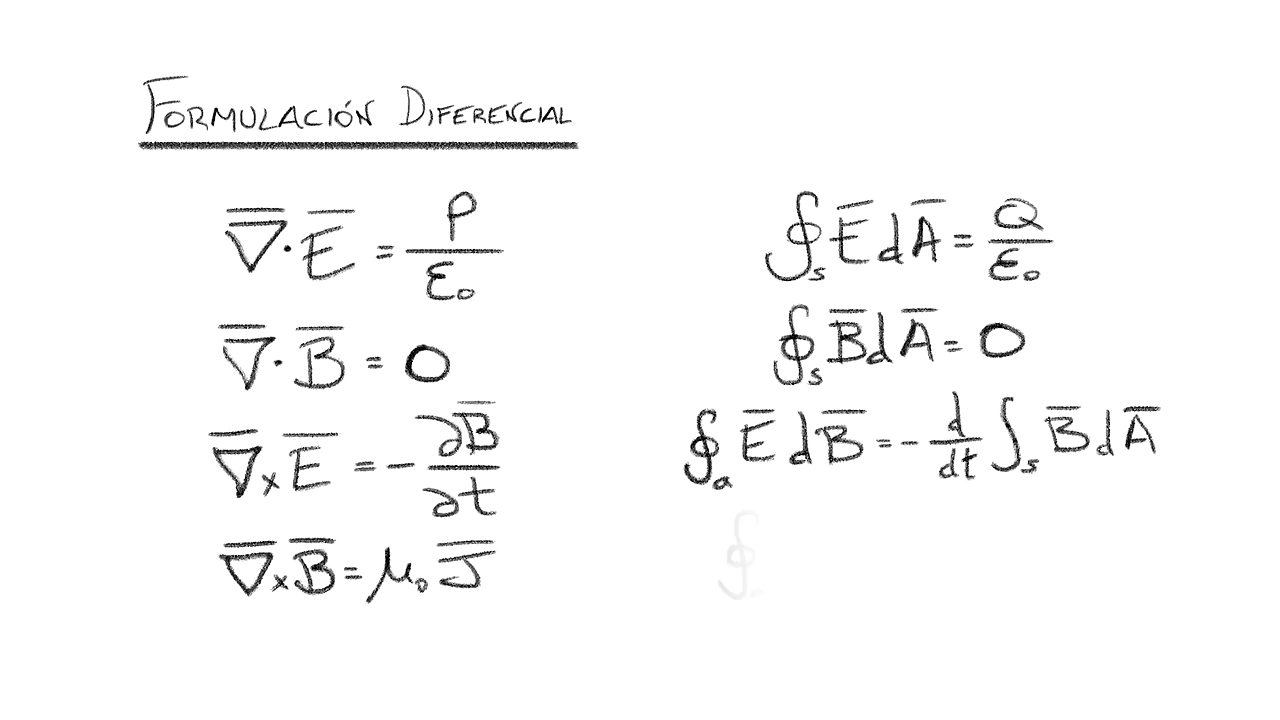 FORMULACIÓN DIFERENCIAL
∇̅·E̅ = ρ/ε₀
∮ₛ E̅ dA̅ = Q/ε₀
∇̅·B̅ = 0
∮ₛ B̅ dA̅ = 0
∇̅×E̅ = -∂B̅/∂t
∮ₐ E̅ dB̅ = - d/dt ∫ₛ B̅ dA̅
∇̅×B̅ = μ₀ J̅
∮